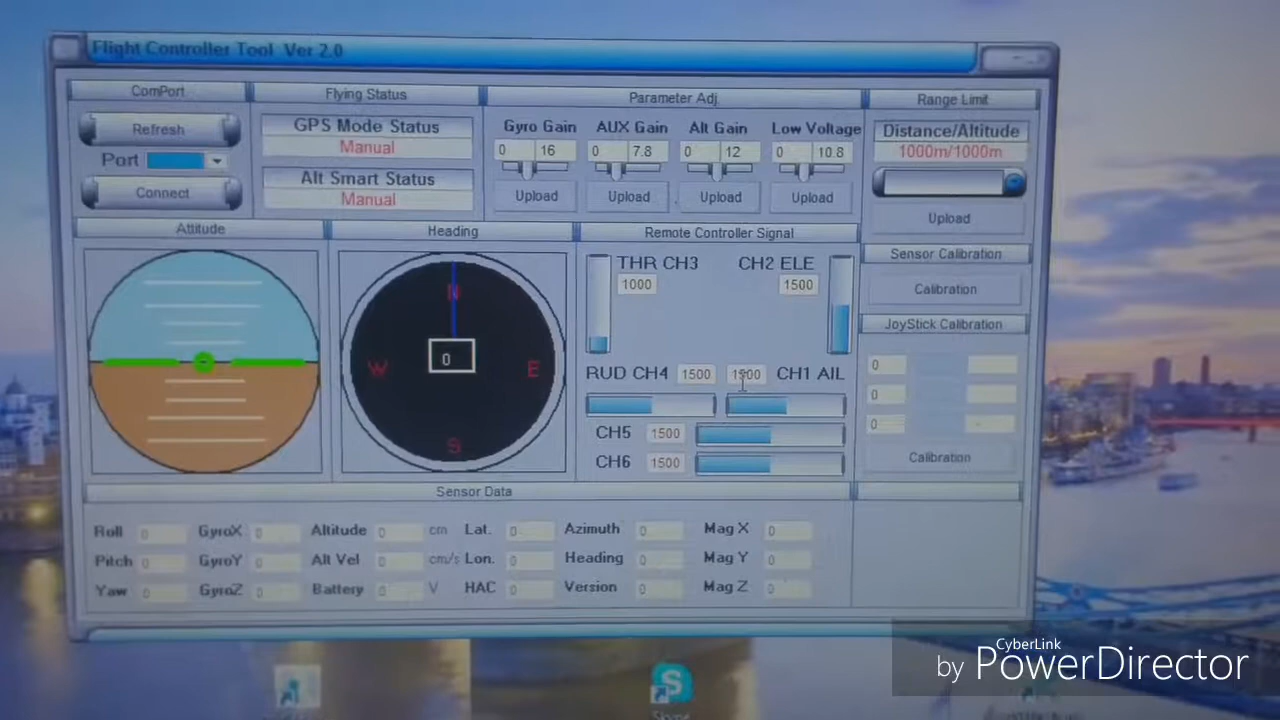 Flight Controller Tool Ver 2.0
ComPort
Refresh
Port
Connect
Flying Status
GPS Mode Status
Manual
Alt Smart Status
Manual
Parameter Adj.
Gyro Gain AUX Gain Alt Gain Low Voltage
0 16 0 7.8 0 12 0 10.8
Upload Upload Upload Upload
Range Limit
Distance/Altitude
1000m/1000m
Upload
Attitude
Heading
N
W 0 E
S
Remote Controller Signal
THR CH3 CH2 ELE
1000 1500
RUD CH4 1500 1500 CH1 AIL
CH5 1500
CH6 1500
Sensor Calibration
Calibration
JoyStick Calibration
0
0
0
Calibration
Sensor Data
Roll 0 GyroX 0 Altitude 0 cm Lat. 0 Azimuth 0 Mag X 0
Pitch 0 GyroY 0 Alt Vel 0 cm/s Lon. 0 Heading 0 Mag Y 0
Yaw 0 GyroZ 0 Battery 0 V HAC 0 Version 0 Mag Z 0
S
CyberLink
by PowerDirector